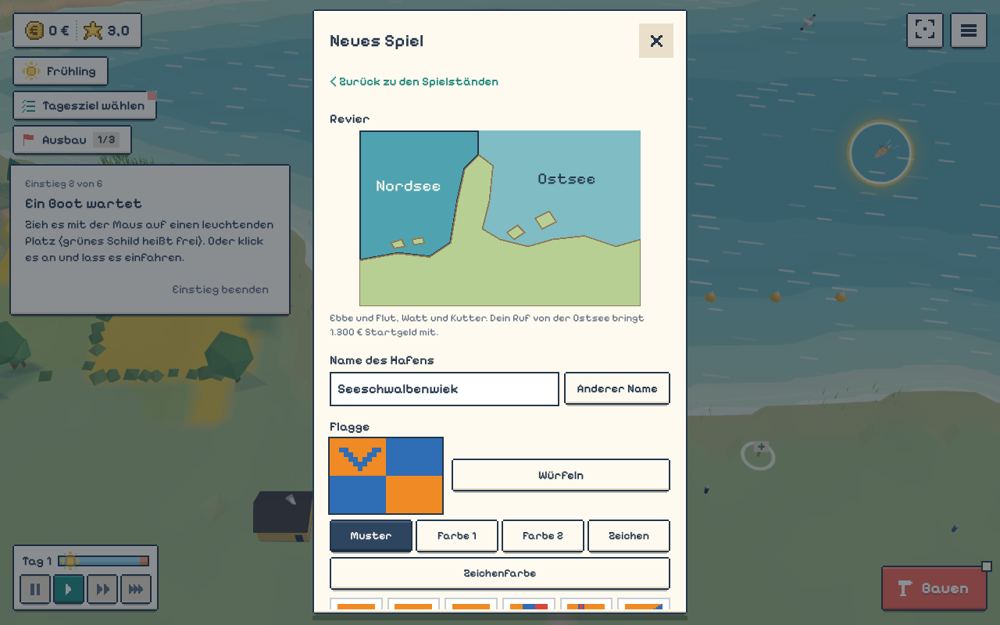 0 € 3,0
Frühling
Tagesziel wählen
Ausbau 1/3
Einstieg 2 von 6
Ein Boot wartet
Zieh es mit der Maus auf einen leuchtenden
Platz (grünes Schild heißt frei). Oder klick
es an und lass es einfahren.
Einstieg beenden
Tag 1
Neues Spiel
Zurück zu den Spielständen
Revier
Nordsee
Ostsee
Ebbe und Flut, Watt und Kutter. Dein Ruf von der Ostsee bringt
1.300 € Startgeld mit.
Name des Hafens
Seeschwalbenwiek
Anderer Name
Flagge
Würfeln
Muster Farbe 1 Farbe 2 Zeichen
Zeichenfarbe
Bauen